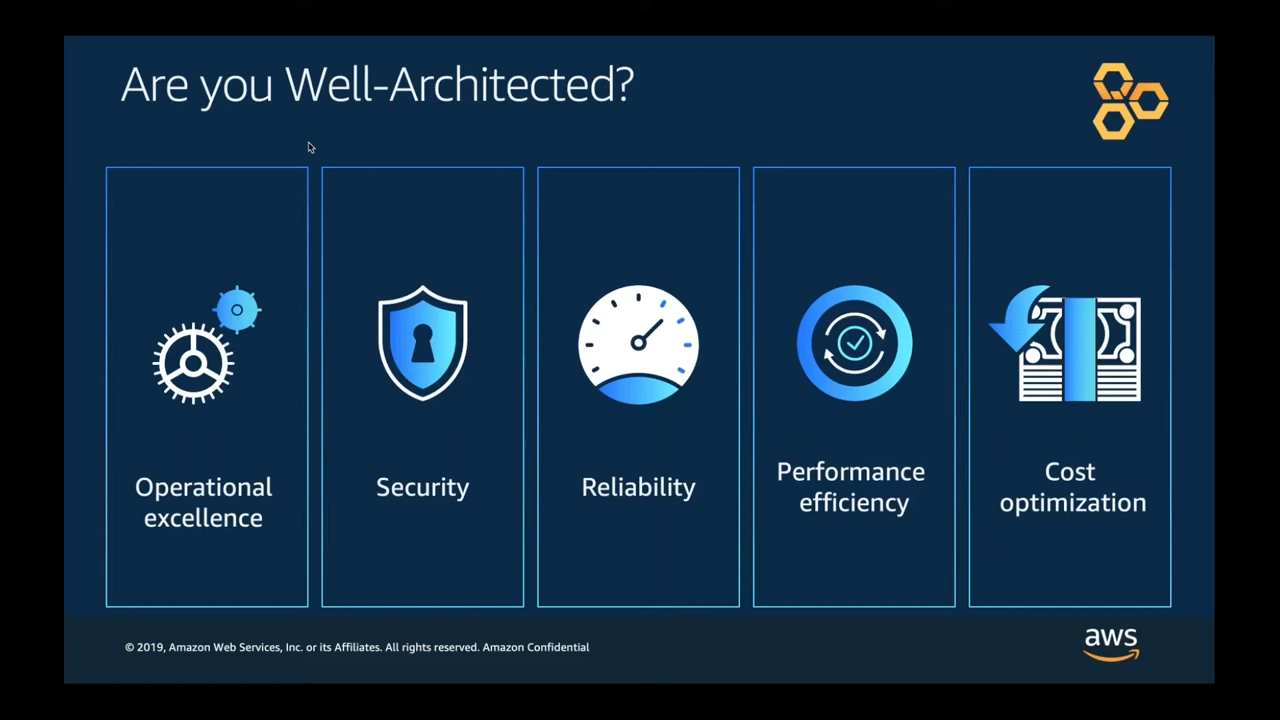 Are you Well-Architected?
Operational
excellence
Security
Reliability
Performance
efficiency
Cost
optimization
© 2019, Amazon Web Services, Inc. or its Affiliates. All rights reserved. Amazon Confidential
aws